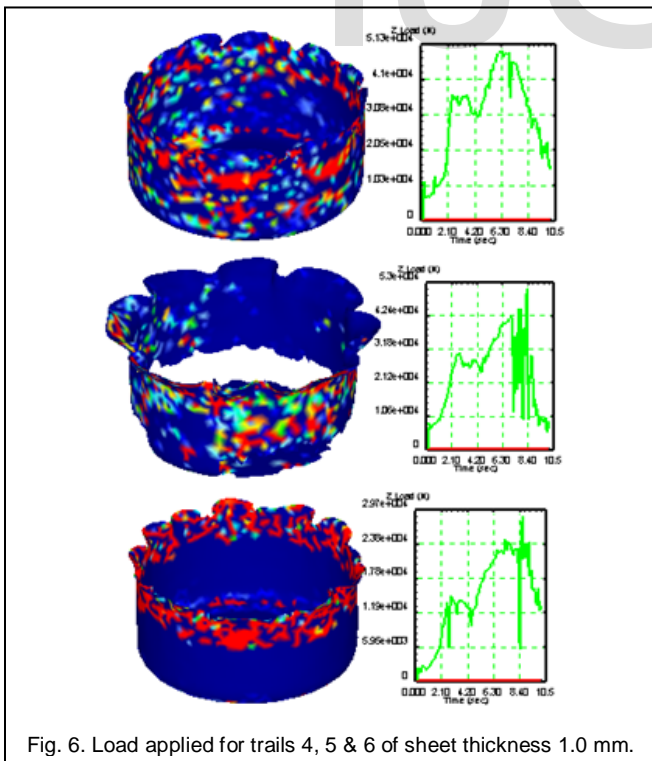 Z Load (X)
5.13e+004
4.1e+004
3.08e+004
2.05e+004
1.03e+004
0
0.000 2.10 4.20 6.30 8.40 10.5
Time (sec)
Z Load (X)
5.3e+004
4.24e+004
3.18e+004
2.12e+004
1.06e+004
0
0.000 2.10 4.20 6.30 8.40 10.5
Time (sec)
Z Load (X)
2.97e+004
2.38e+004
1.78e+004
1.19e+004
5.95e+003
0
0.000 2.10 4.20 6.30 8.40 10.5
Time (sec)
Fig. 6. Load applied for trails 4, 5 & 6 of sheet thickness 1.0 mm.